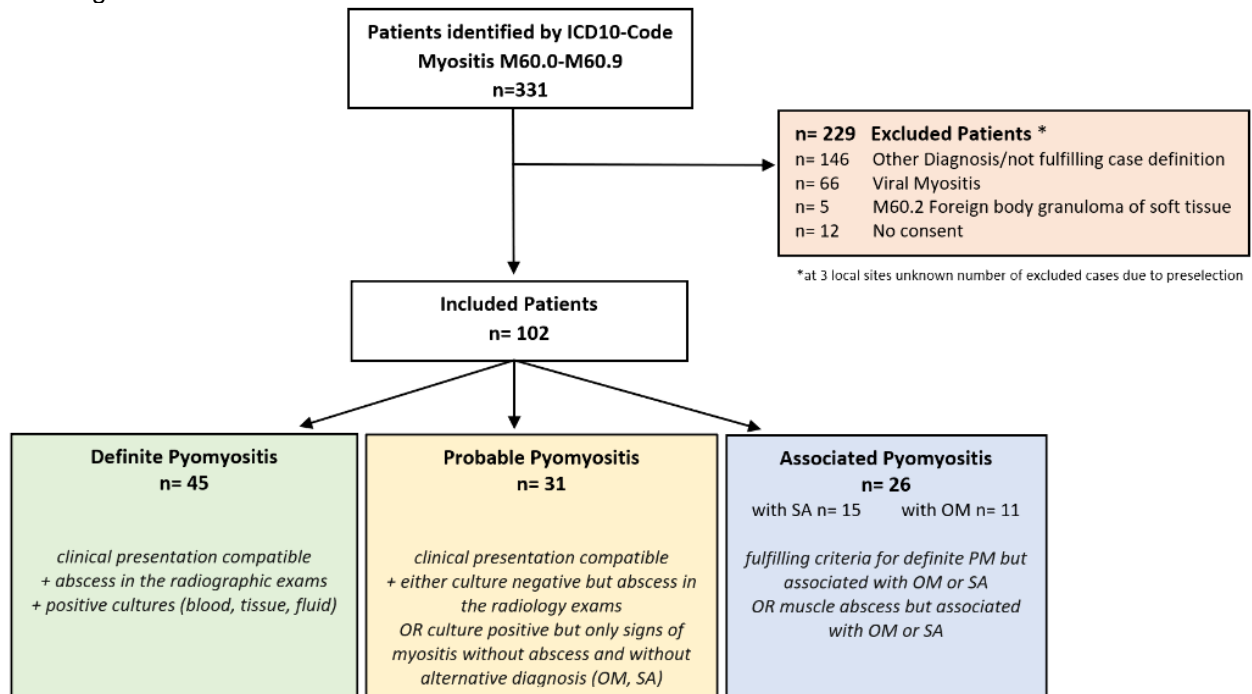 Patients identified by ICD10-Code
Myositis M60.0-M60.9
n=331
n= 229 Excluded Patients *
n= 146 Other Diagnosis/not fulfilling case definition
n= 66 Viral Myositis
n= 5 M60.2 Foreign body granuloma of soft tissue
n= 12 No consent
*at 3 local sites unknown number of excluded cases due to preselection
Included Patients
n= 102
Definite Pyomyositis
n= 45
clinical presentation compatible
+ abscess in the radiographic exams
+ positive cultures (blood, tissue, fluid)
Probable Pyomyositis
n= 31
clinical presentation compatible
+ either culture negative but abscess in
the radiology exams
OR culture positive but only signs of
myositis without abscess and without
alternative diagnosis (OM, SA)
Associated Pyomyositis
n= 26
with SA n= 15 with OM n= 11
fulfilling criteria for definite PM but
associated with OM or SA
OR muscle abscess but associated
with OM or SA